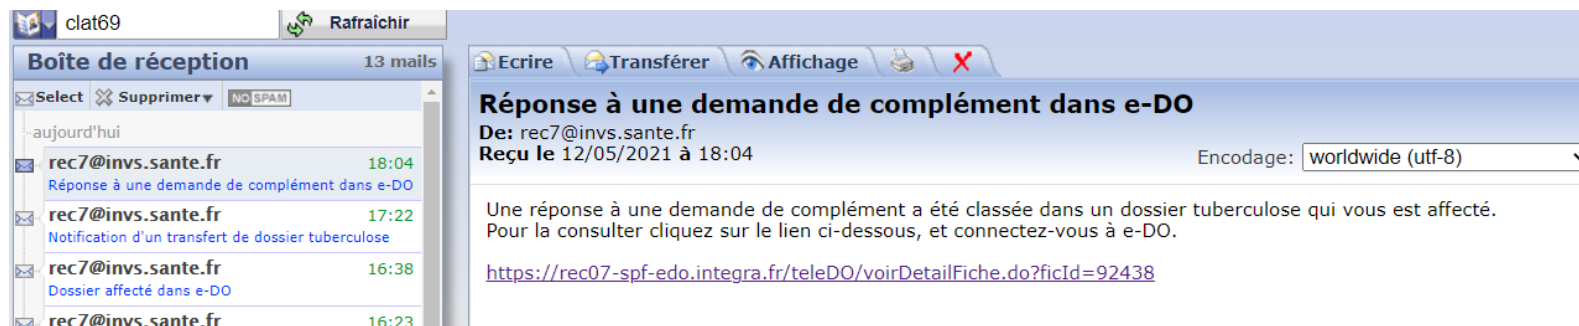 clat69
Rafraîchir
Boîte de réception
13 mails
Select Supprimer NO SPAM
aujourd'hui
rec7@invs.sante.fr 18:04
Réponse à une demande de complément dans e-DO
rec7@invs.sante.fr 17:22
Notification d'un transfert de dossier tuberculose
rec7@invs.sante.fr 16:38
Dossier affecté dans e-DO
rec7@invs.sante.fr 16:23
Ecrire Transférer Affichage
Réponse à une demande de complément dans e-DO
De: rec7@invs.sante.fr
Reçu le 12/05/2021 à 18:04
Encodage: worldwide (utf-8)
Une réponse à une demande de complément a été classée dans un dossier tuberculose qui vous est affecté.
Pour la consulter cliquez sur le lien ci-dessous, et connectez-vous à e-DO.
https://rec07-spf-edo.integra.fr/teleDO/voirDetailFiche.do?ficId=92438